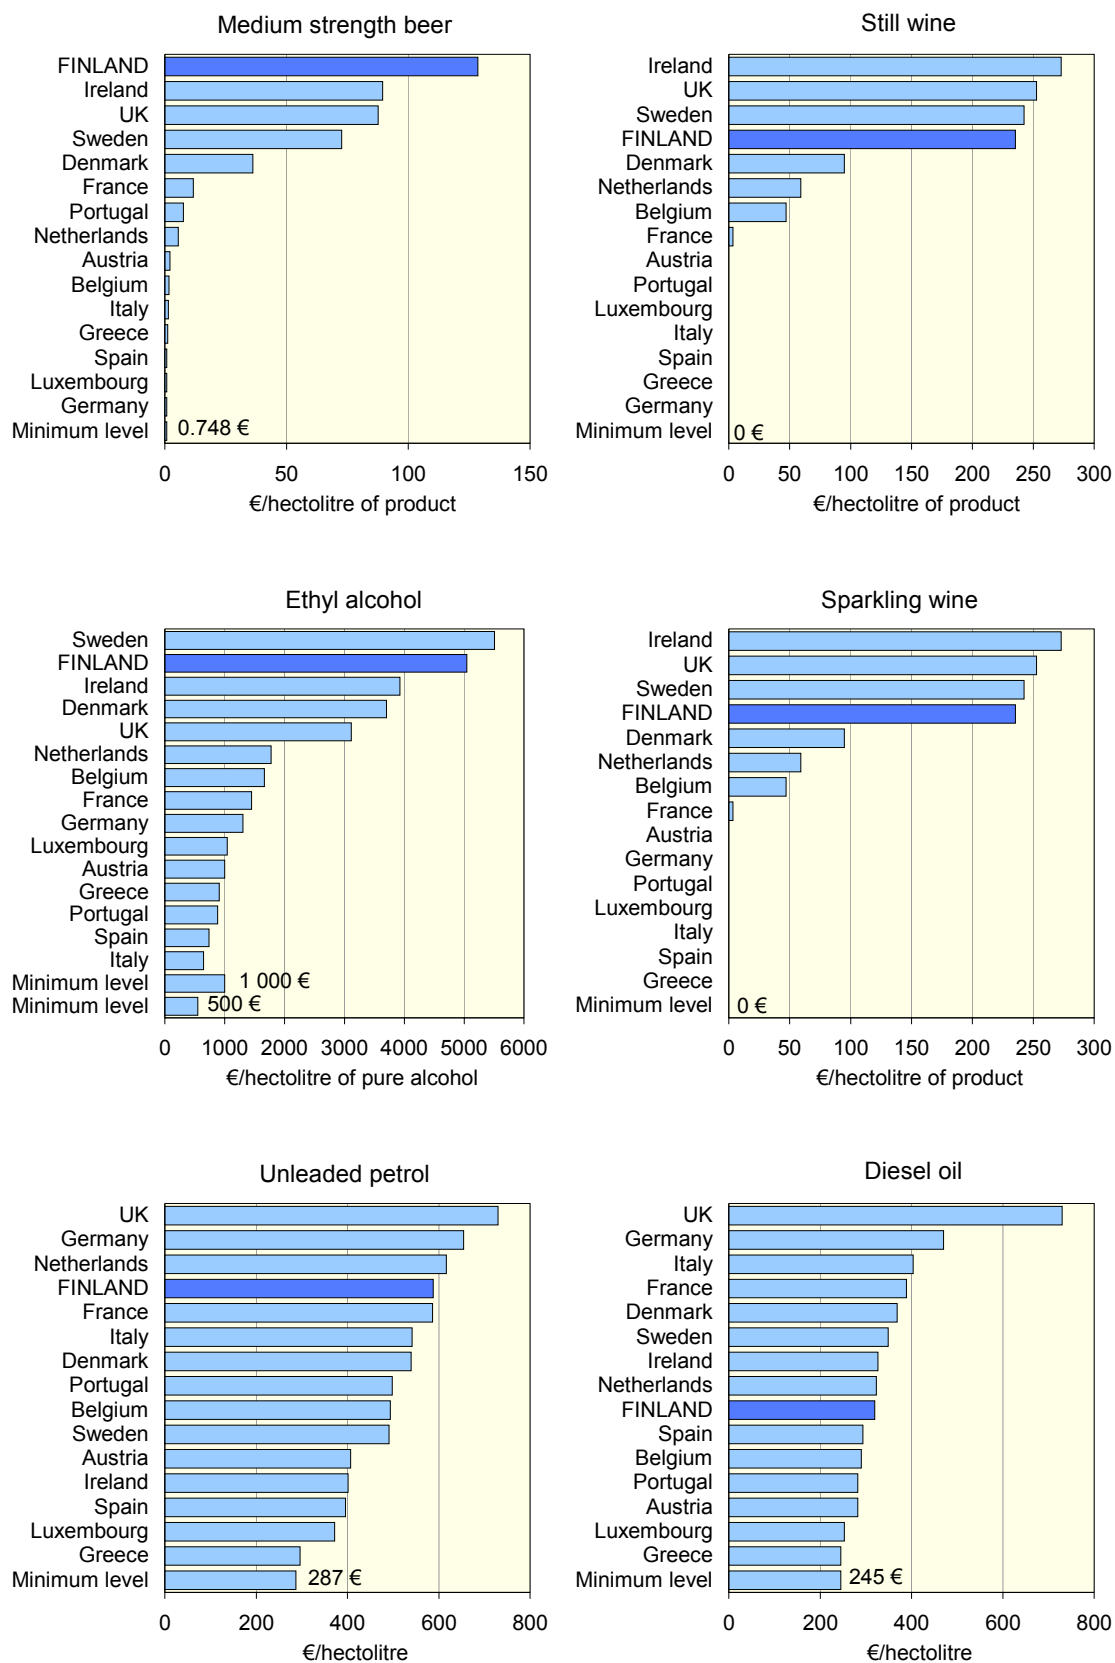 Medium strength beer
FINLAND
Ireland
UK
Sweden
Denmark
France
Portugal
Netherlands
Austria
Belgium
Italy
Greece
Spain
Luxembourg
Germany
Minimum level
0.748 €
0 50 100 150
€/hectolitre of product
Still wine
Ireland
UK
Sweden
FINLAND
Denmark
Netherlands
Belgium
France
Austria
Portugal
Luxembourg
Italy
Spain
Greece
Germany
Minimum level
0 €
0 50 100 150 200 250 300
€/hectolitre of product
Ethyl alcohol
Sweden
FINLAND
Ireland
Denmark
UK
Netherlands
Belgium
France
Germany
Luxembourg
Austria
Greece
Portugal
Spain
Italy
Minimum level
1 000 €
Minimum level
500 €
0 1000 2000 3000 4000 5000 6000
€/hectolitre of pure alcohol
Sparkling wine
Ireland
UK
Sweden
FINLAND
Denmark
Netherlands
Belgium
France
Austria
Germany
Portugal
Luxembourg
Italy
Spain
Greece
Minimum level
0 €
0 50 100 150 200 250 300
€/hectolitre of product
Unleaded petrol
UK
Germany
Netherlands
FINLAND
France
Italy
Denmark
Portugal
Belgium
Sweden
Austria
Ireland
Spain
Luxembourg
Greece
Minimum level
287 €
0 200 400 600 800
€/hectolitre
Diesel oil
UK
Germany
Italy
France
Denmark
Sweden
Ireland
Netherlands
FINLAND
Spain
Belgium
Portugal
Austria
Luxembourg
Greece
Minimum level
245 €
0 200 400 600 800
€/hectolitre